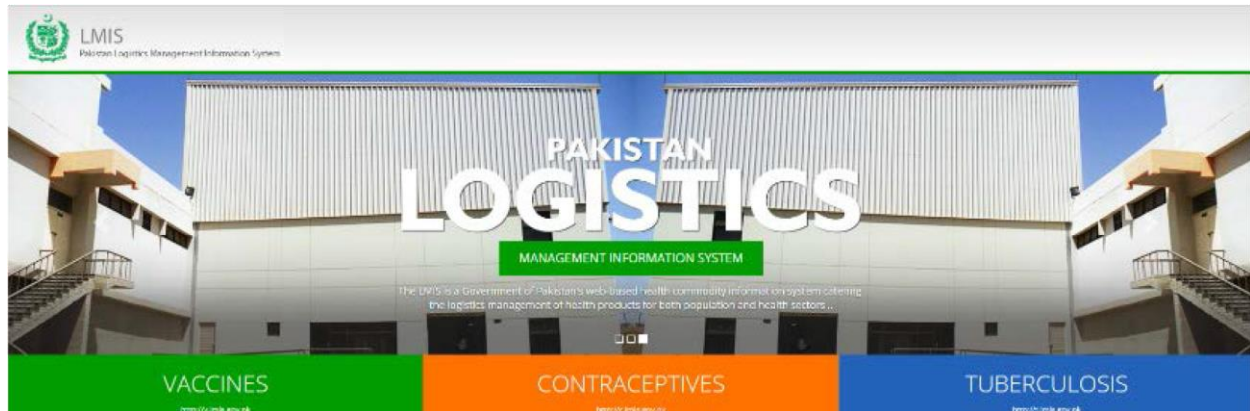 LMIS
Pakistan Logistics Management Information System
PAKISTAN
LOGISTICS
MANAGEMENT INFORMATION SYSTEM
The LMIS is a Government of Pakistan's web-based health commodity information system catering
the logistics management of health products for both population and health sectors ..
VACCINES
CONTRACEPTIVES
TUBERCULOSIS